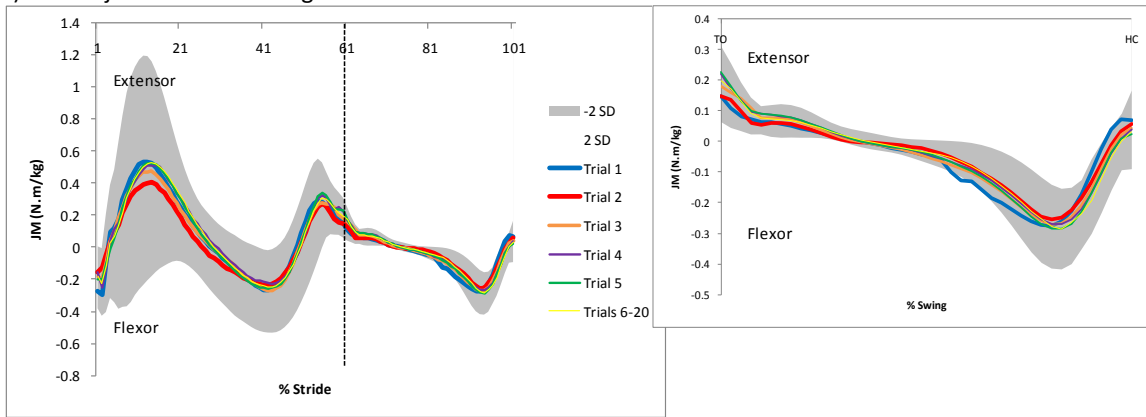 1.4
1.2
1
0.8
0.6
0.4
0.2
0
-0.2
-0.4
-0.6
-0.8
1
21
41
61
81
101
Extensor
Flexor
JM (N.m/kg)
% Stride
-2 SD
2 SD
Trial 1
Trial 2
Trial 3
Trial 4
Trial 5
Trials 6-20
0.4
0.3
0.2
0.1
0
-0.1
-0.2
-0.3
-0.4
-0.5
TO
HC
Extensor
Flexor
JM (N.m/kg)
% Swing